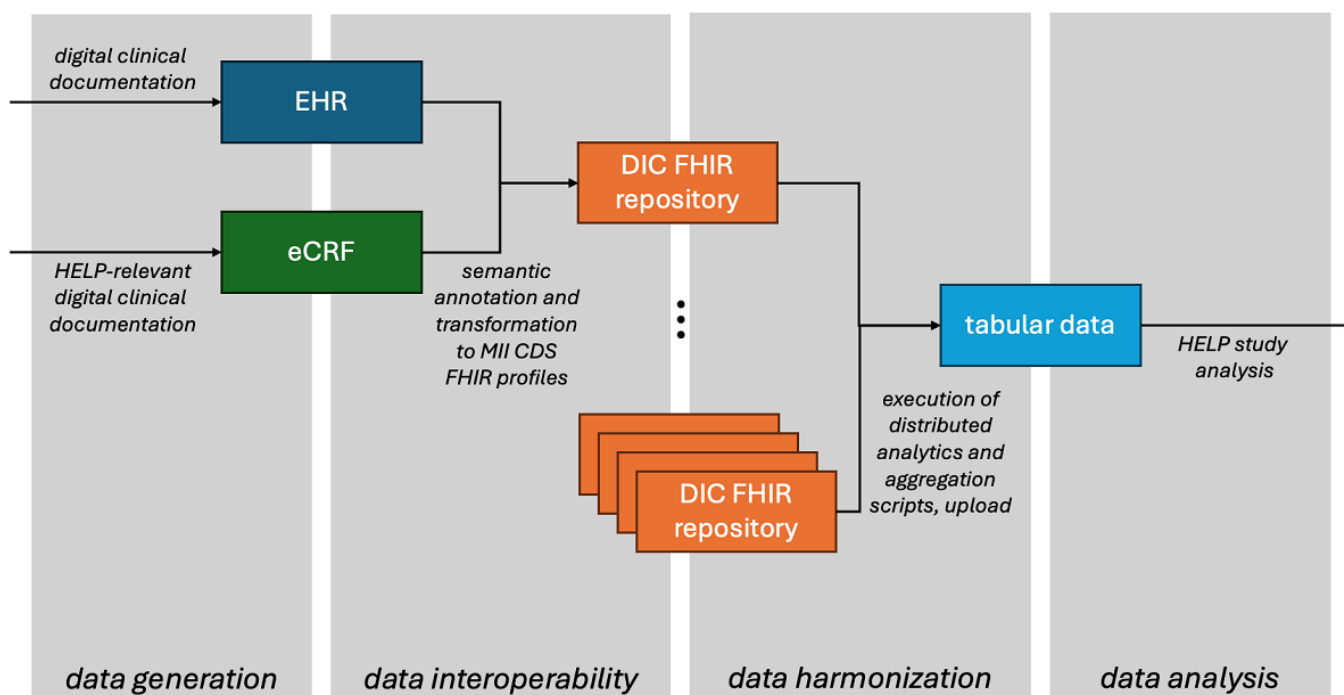 digital clinical
documentation
EHR
DIC FHIR
repository
eCRF
HELP-relevant
digital clinical
documentation
semantic
annotation and
transformation
to MII CDS
FHIR profiles
tabular data
HELP study
analysis
execution of
distributed
analytics and
aggregation
scripts, upload
DIC FHIR
repository
data generation
data interoperability
data harmonization
data analysis